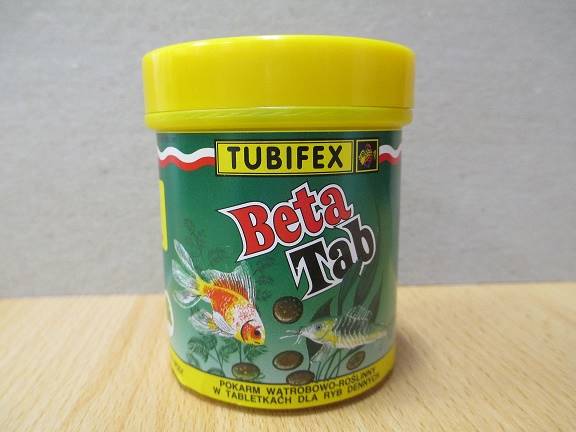 TUBIFEX
Beta
Tab
POKARM WĄTROBOWO-ROŚLINNY
W TABLETKACH DLA RYB DENNYCH